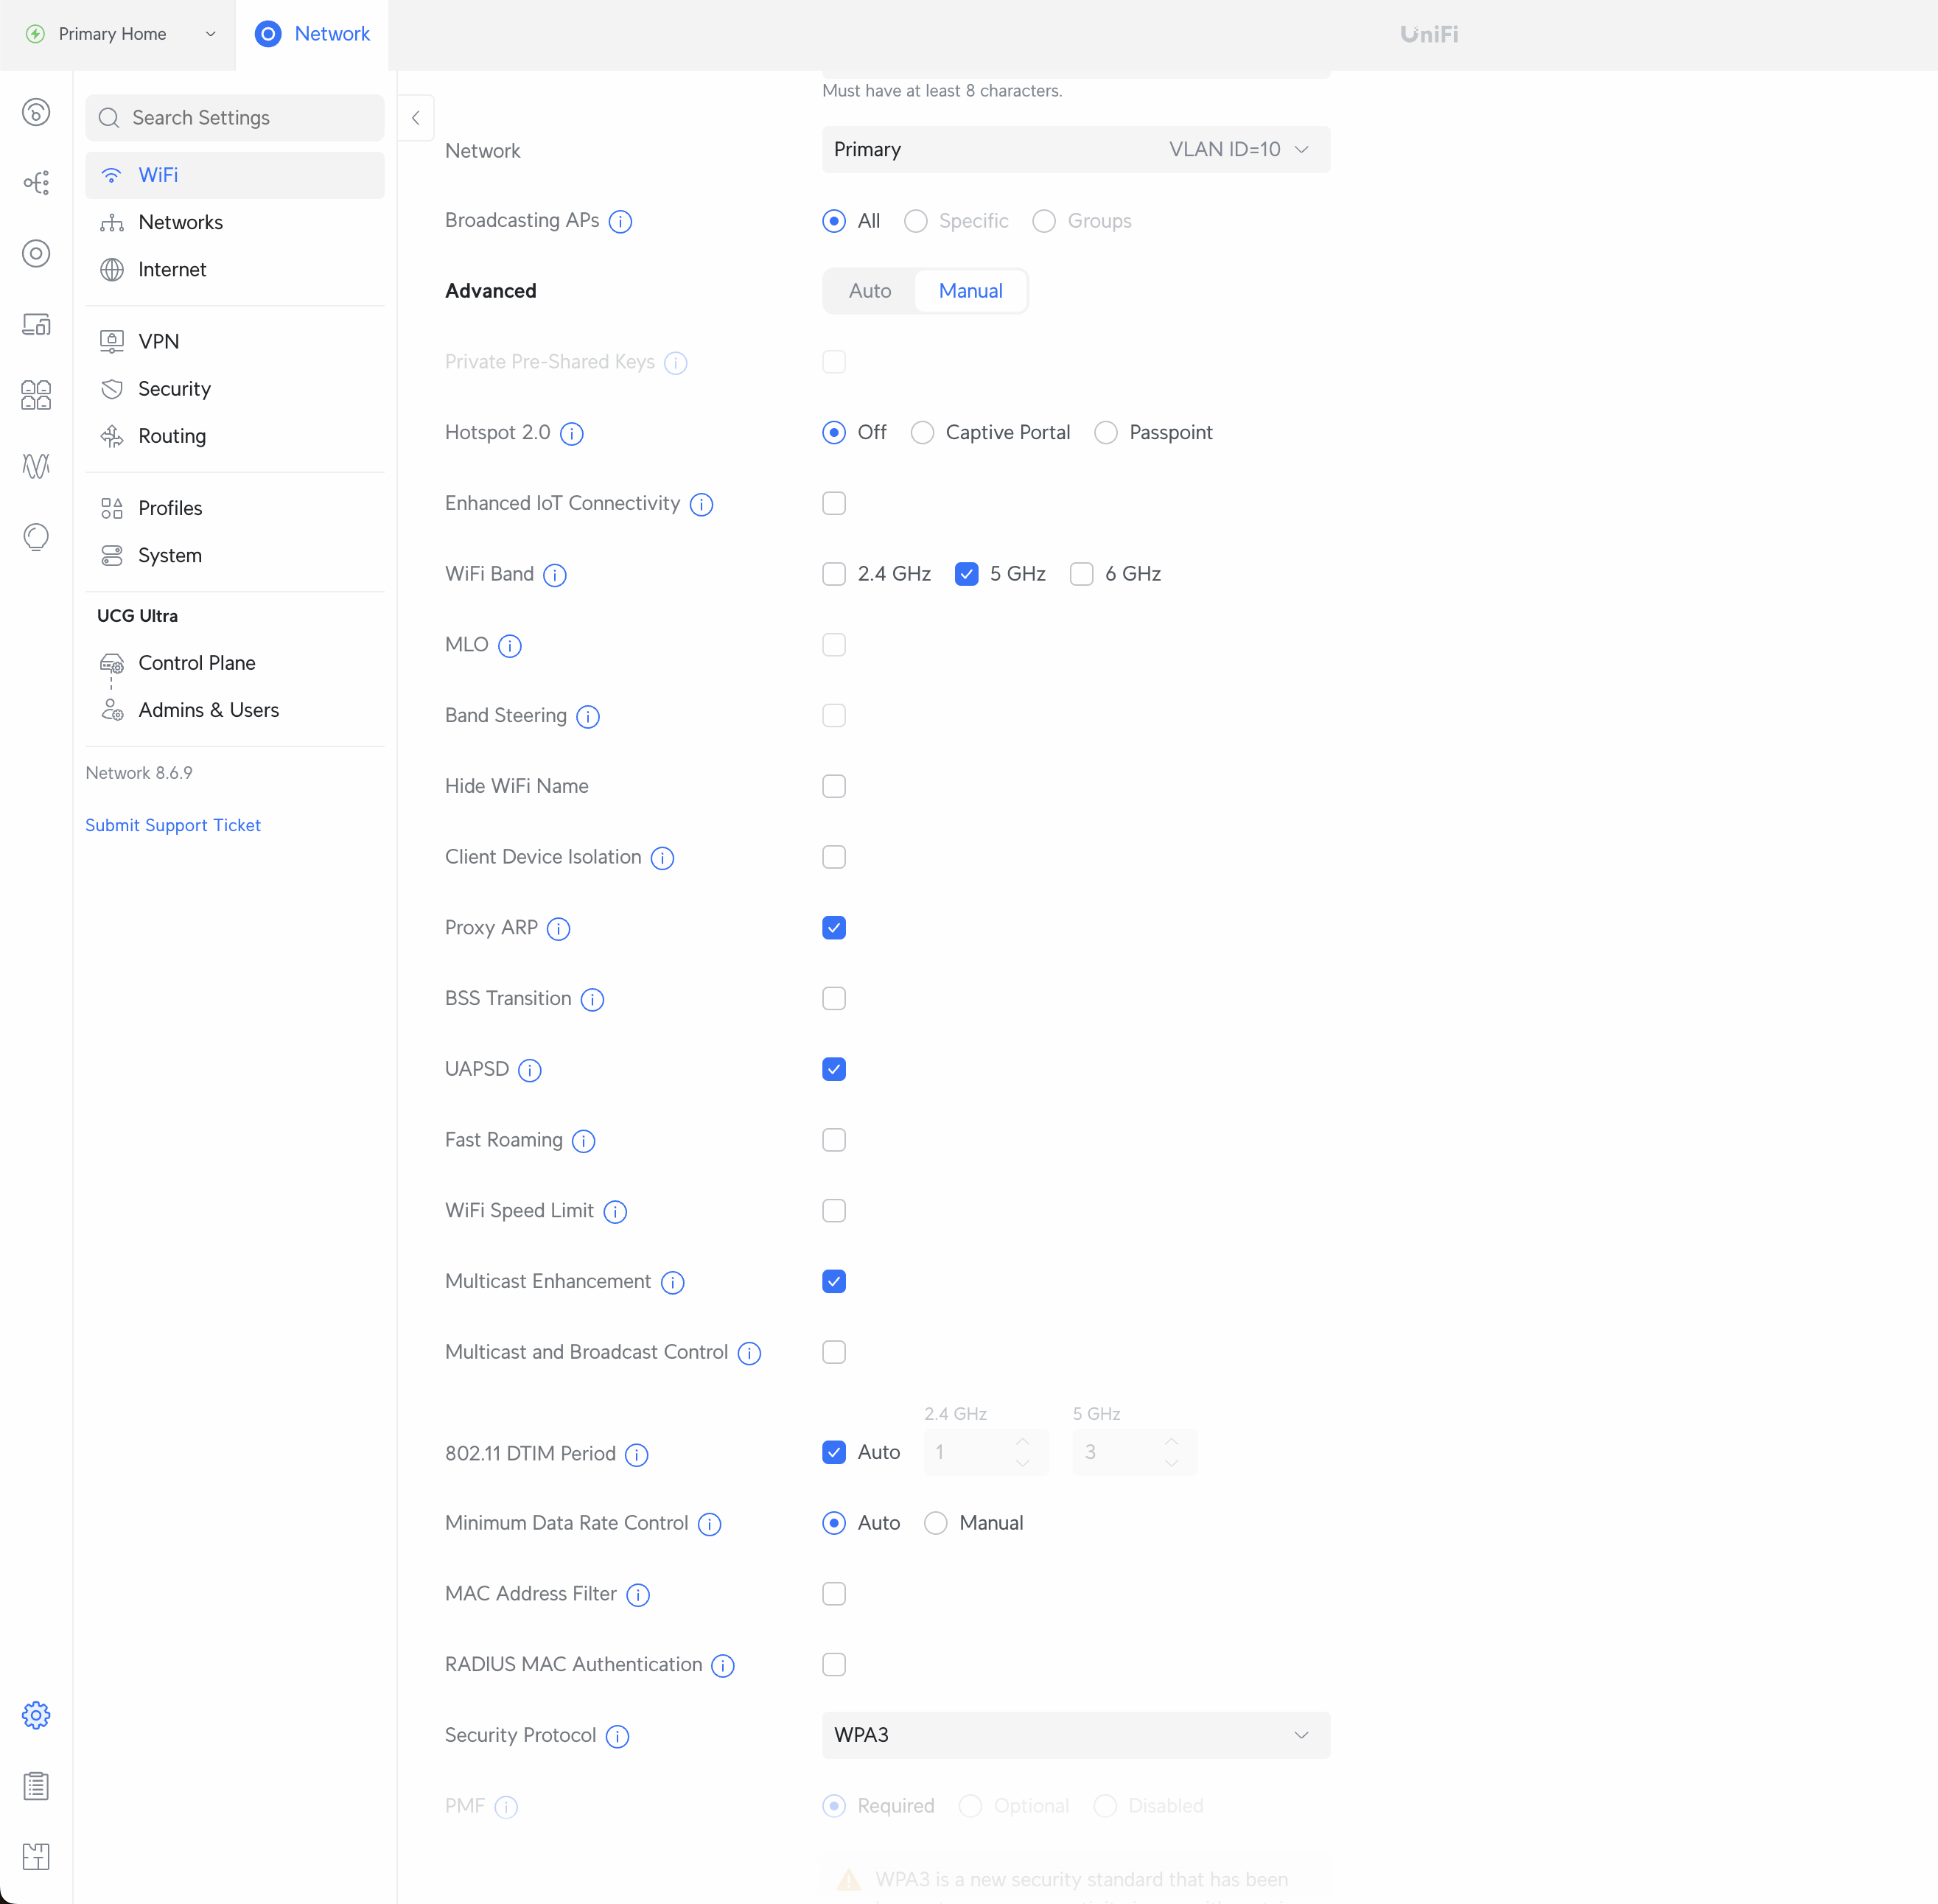 Primary Home
Network
UniFi
Search Settings
WiFi
Networks
Internet
VPN
Security
Routing
Profiles
System
UCG Ultra
Control Plane
Admins & Users
Network 8.6.9
Submit Support Ticket
Must have at least 8 characters.
Network Primary VLAN ID=10
Broadcasting APs All Specific Groups
Advanced Auto Manual
Private Pre-Shared Keys
Hotspot 2.0 Off Captive Portal Passpoint
Enhanced IoT Connectivity
WiFi Band 2.4 GHz 5 GHz 6 GHz
MLO
Band Steering
Hide WiFi Name
Client Device Isolation
Proxy ARP
BSS Transition
UAPSD
Fast Roaming
WiFi Speed Limit
Multicast Enhancement
Multicast and Broadcast Control
2.4 GHz 5 GHz
802.11 DTIM Period Auto 1 3
Minimum Data Rate Control Auto Manual
MAC Address Filter
RADIUS MAC Authentication
Security Protocol WPA3
PMF Required Optional Disabled
WPA3 is a new security standard that has been